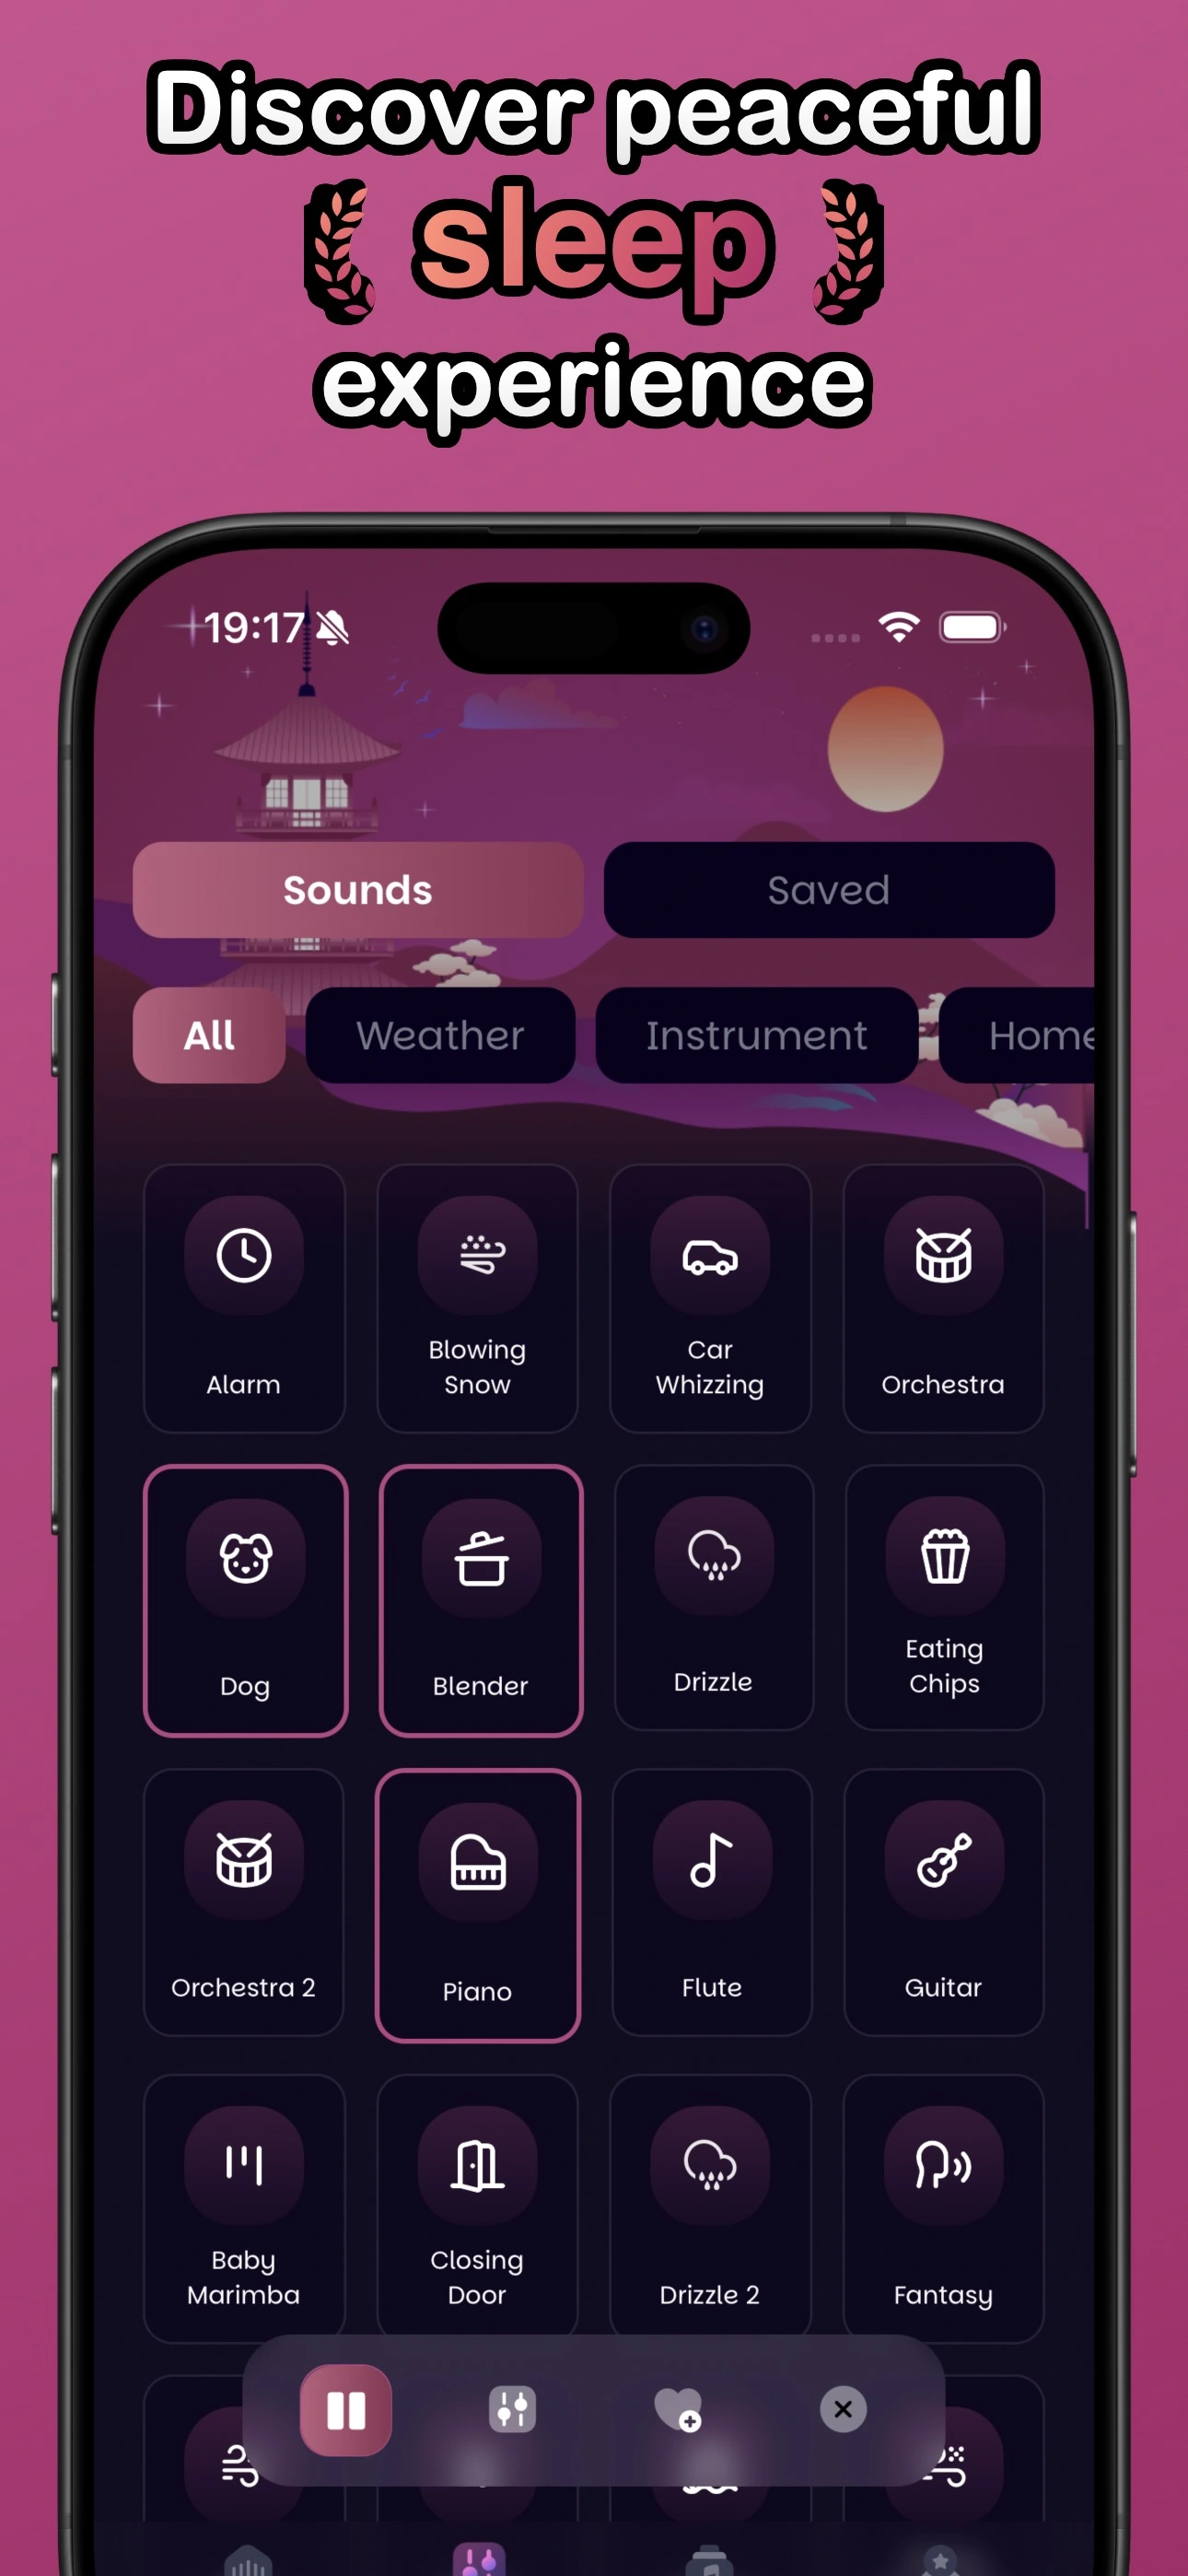 Discover peaceful
sleep
experience
19:17
Sounds
Saved
All
Weather
Instrument
Home
Alarm
Blowing
Snow
Car
Whizzing
Orchestra
Dog
Blender
Drizzle
Eating
Chips
Orchestra 2
Piano
Flute
Guitar
Baby
Marimba
Closing
Door
Drizzle 2
Fantasy